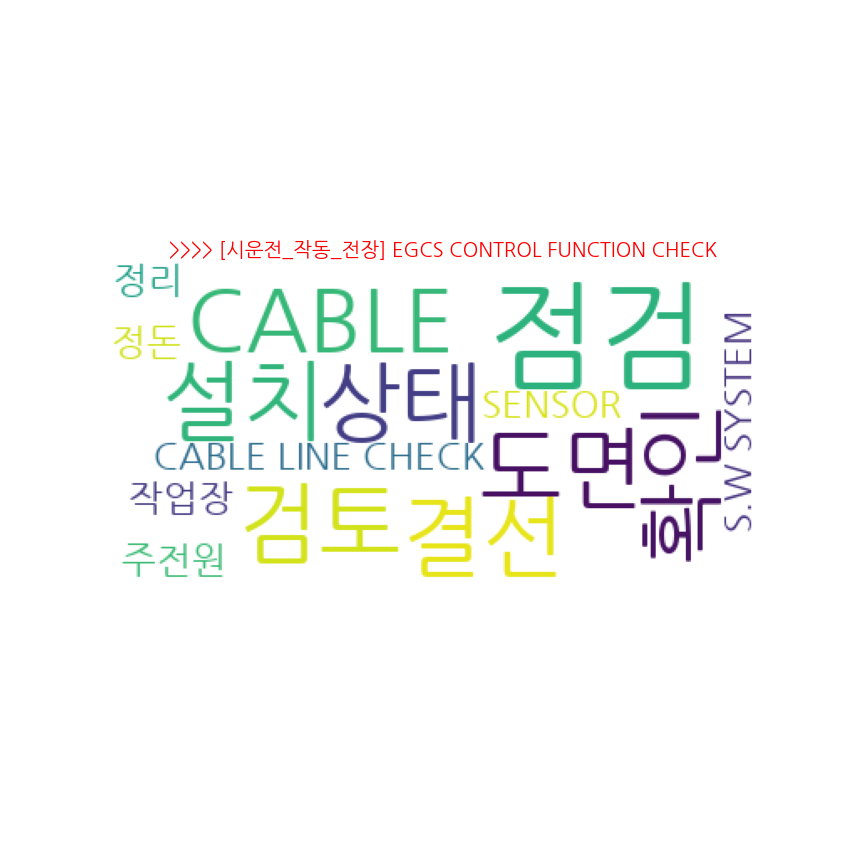 >>>> [시운전_작동_전장] EGCS CONTROL FUNCTION CHECK
정리
CABLE
점검
정돈
설치
상태
SENSOR
S.W SYSTEM
CABLE LINE CHECK
도면
확인
작업장
검토
결선
주전원